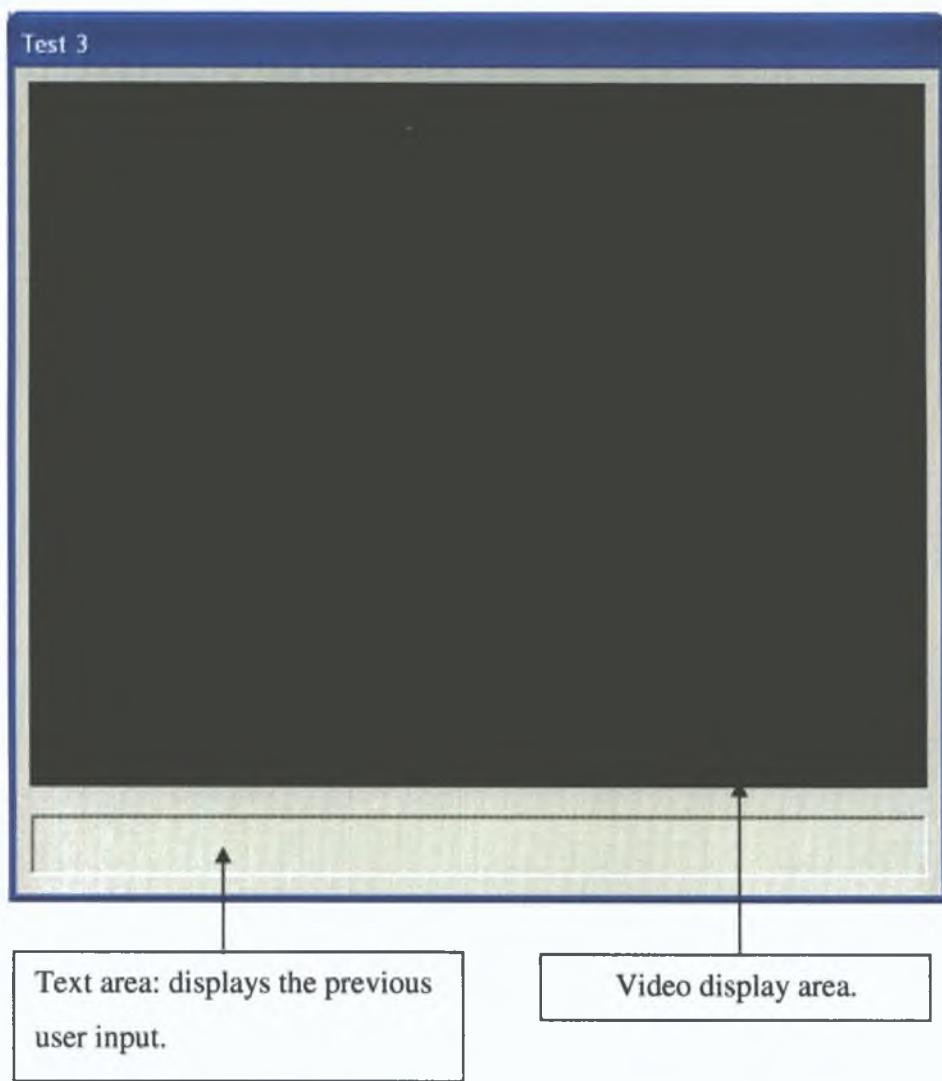 Test 3
Text area: displays the previous
user input.
Video display area.